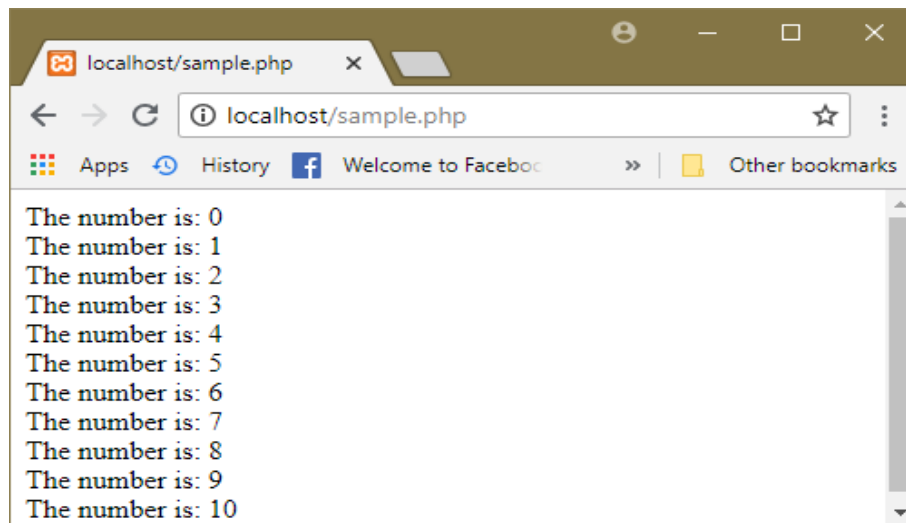 localhost/sample.php
localhost/sample.php
Apps History Welcome to Faceboc » Other bookmarks
The number is: 0
The number is: 1
The number is: 2
The number is: 3
The number is: 4
The number is: 5
The number is: 6
The number is: 7
The number is: 8
The number is: 9
The number is: 10